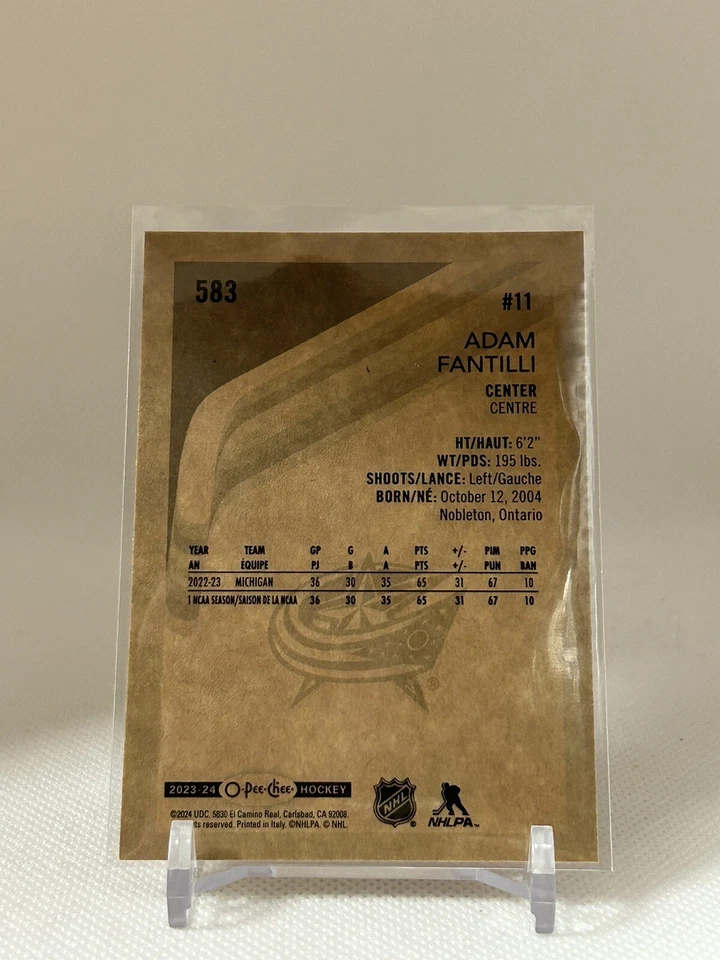 583
#11
ADAM
FANTILLI
CENTER
CENTRE
HT/HAUT: 6'2"
WT/PDS: 195 lbs.
SHOOTS/LANCE: Left/Gauche
BORN/NÉ: October 12, 2004
Nobleton, Ontario
YEAR TEAM GP G A PTS +/- PIM PPG
AN ÉQUIPE PJ B A PTS +/- PUN BAN
2022-23 MICHIGAN 36 30 35 65 31 67 10
1 NCAA SEASON/SAISON DE LA NCAA 36 30 35 65 31 67 10
®
2023-24 O-Pee-Chee HOCKEY
NHL ®
NHLPA™
©2024 UDC. 5830 El Camino Real, Carlsbad, CA 92008.
ts reserved. Printed in Italy. ©NHLPA. © NHL.